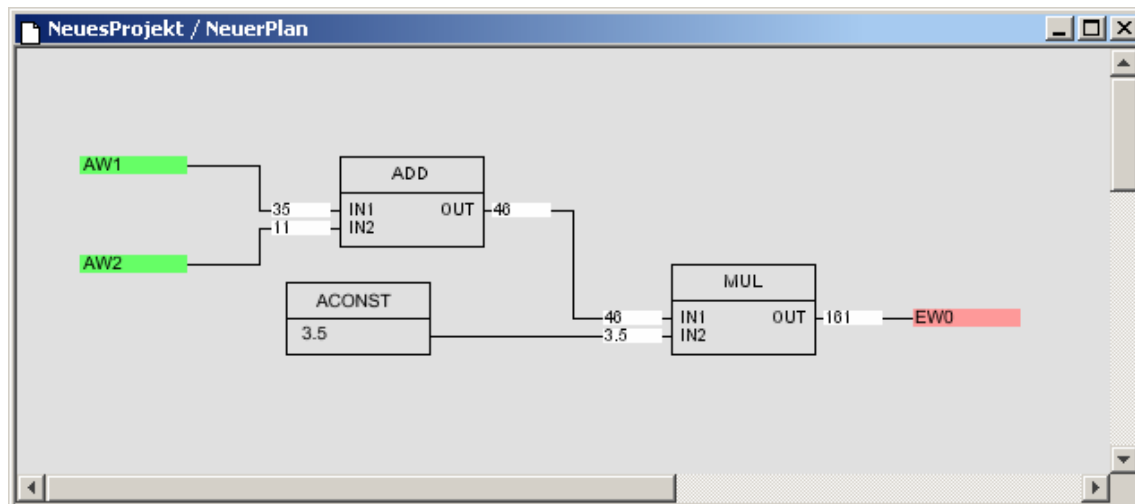 NeuesProjekt / NeuerPlan
AW1
ADD
35 IN1 OUT 46
11 IN2
AW2
ACONST
3.5
MUL
46 IN1 OUT 161 EW0
3.5 IN2